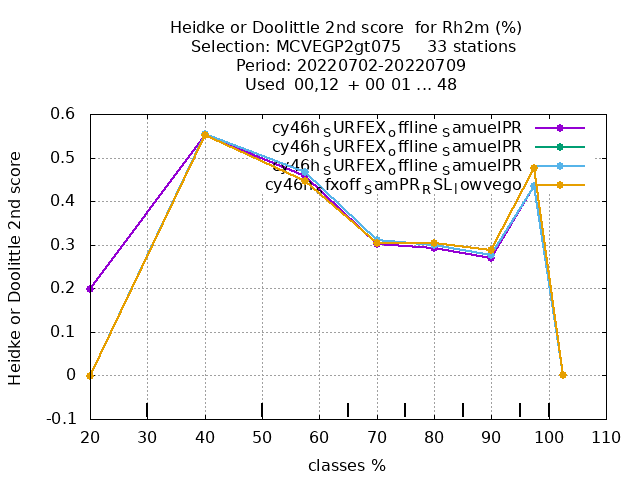 Heidke or Doolittle 2nd score  for Rh2m (%)
Selection: MCVEGP2gt075     33 stations
Period: 20220702-20220709
Used  00,12  + 00 01 ... 48
0.6
0.5
0.4
0.3
0.2
0.1
0
-0.1
Heidke or Doolittle 2nd score
cy46h_SURFEX_offline_SamuelPR
cy46h_SURFEX_offline_SamuelPR
cy46h_SURFEX_offline_SamuelPR
cy46h_sfxoff_SamPR_RSL_lowvego
20 30 40 50 60 70 80 90 100 110
classes %